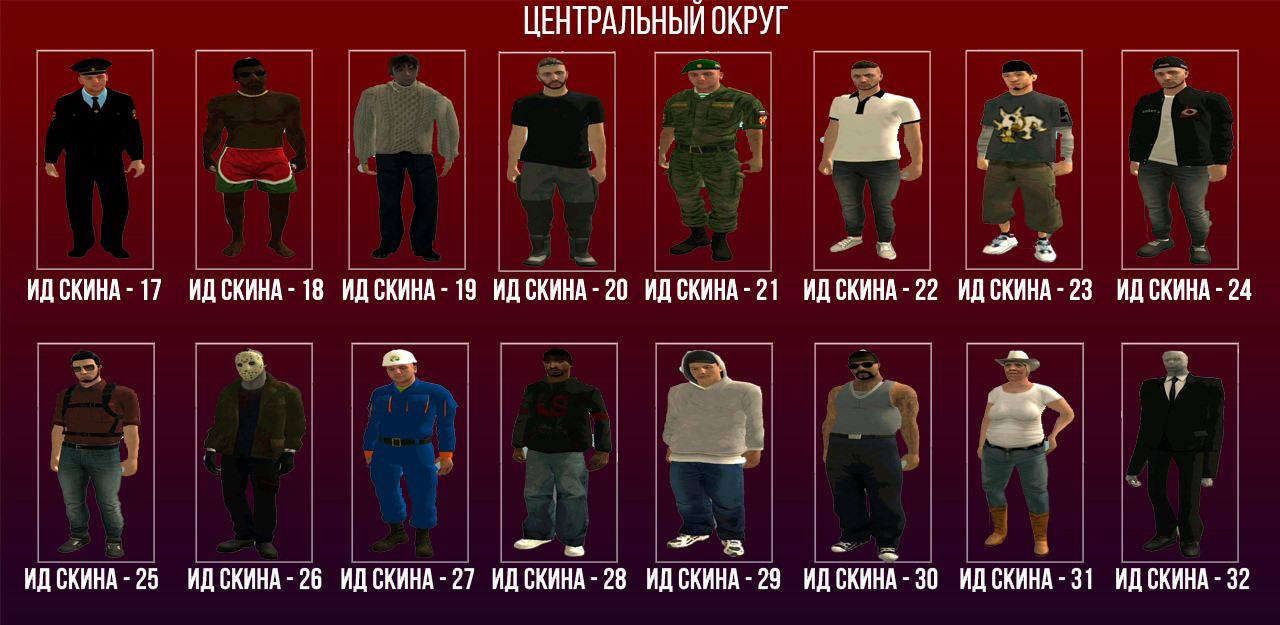 ЦЕНТРАЛЬНЫЙ ОКРУГ
ИД СКИНА - 17 ИД СКИНА - 18 ИД СКИНА - 19 ИД СКИНА - 20 ИД СКИНА - 21 ИД СКИНА - 22 ИД СКИНА - 23 ИД СКИНА - 24
LS
ИД СКИНА - 25 ИД СКИНА - 26 ИД СКИНА - 27 ИД СКИНА - 28 ИД СКИНА - 29 ИД СКИНА - 30 ИД СКИНА - 31 ИД СКИНА - 32